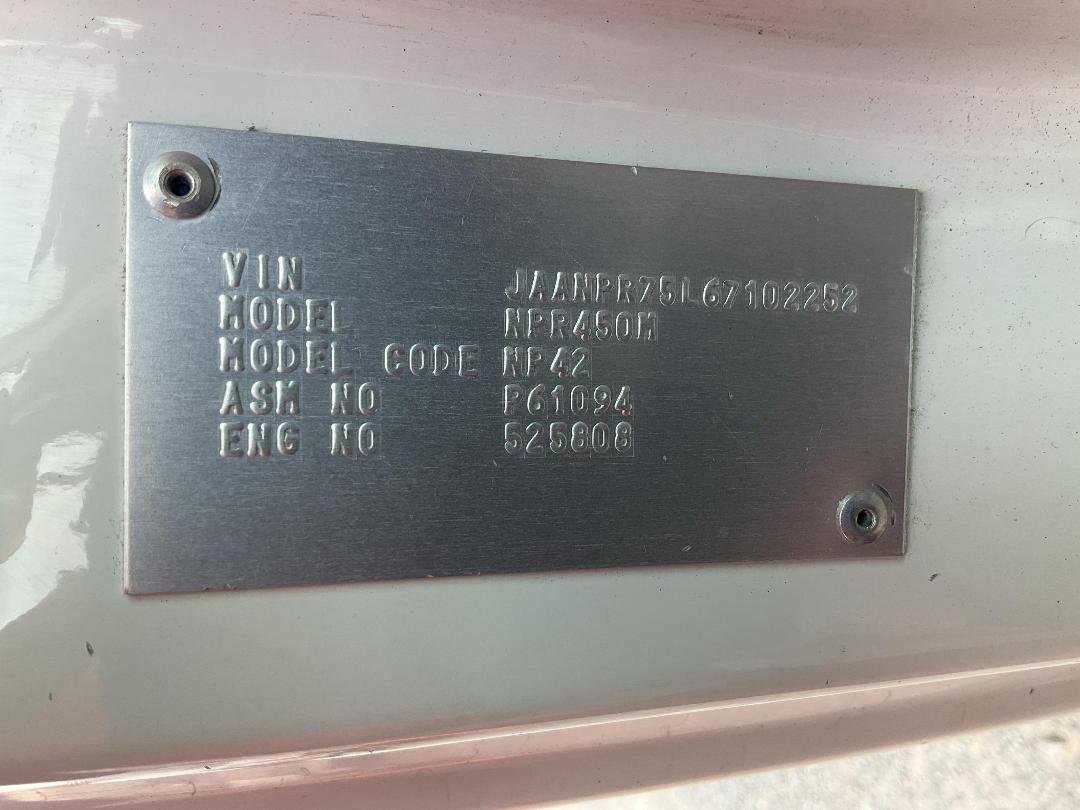 VIN JAANPR75L67102252
MODEL NPR450M
MODEL CODE NP42
ASM NO P61094
ENG NO 525808